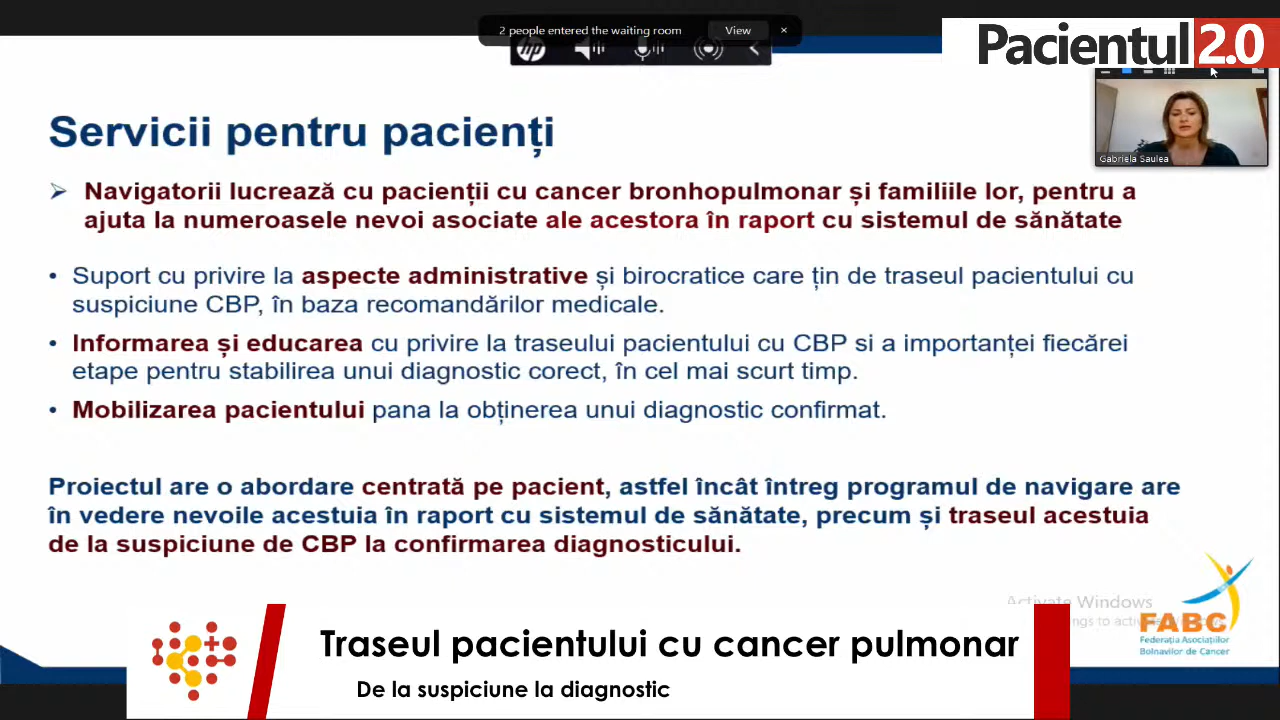 2 people entered the waiting room
View
×
Pacientul 2.0
Gabriela Saulea
Servicii pentru pacienți
Navigatorii lucrează cu pacienții cu cancer bronhopulmonar și familiile lor, pentru a
ajuta la numeroasele nevoi asociate ale acestora în raport cu sistemul de sănătate
• Suport cu privire la aspecte administrative și birocratice care țin de traseul pacientului cu
suspiciune CBP, în baza recomandărilor medicale.
• Informarea și educarea cu privire la traseului pacientului cu CBP si a importanței fiecărei
etape pentru stabilirea unui diagnostic corect, în cel mai scurt timp.
• Mobilizarea pacientului pana la obținerea unui diagnostic confirmat.
Proiectul are o abordare centrată pe pacient, astfel încât întreg programul de navigare are
în vedere nevoile acestuia în raport cu sistemul de sănătate, precum și traseul acestuia
de la suspiciune de CBP la confirmarea diagnosticului.
Activate Windows
FABC
Federația Asociațiilor
Bolnavilor de Cancer
Traseul pacientului cu cancer pulmonar
De la suspiciune la diagnostic